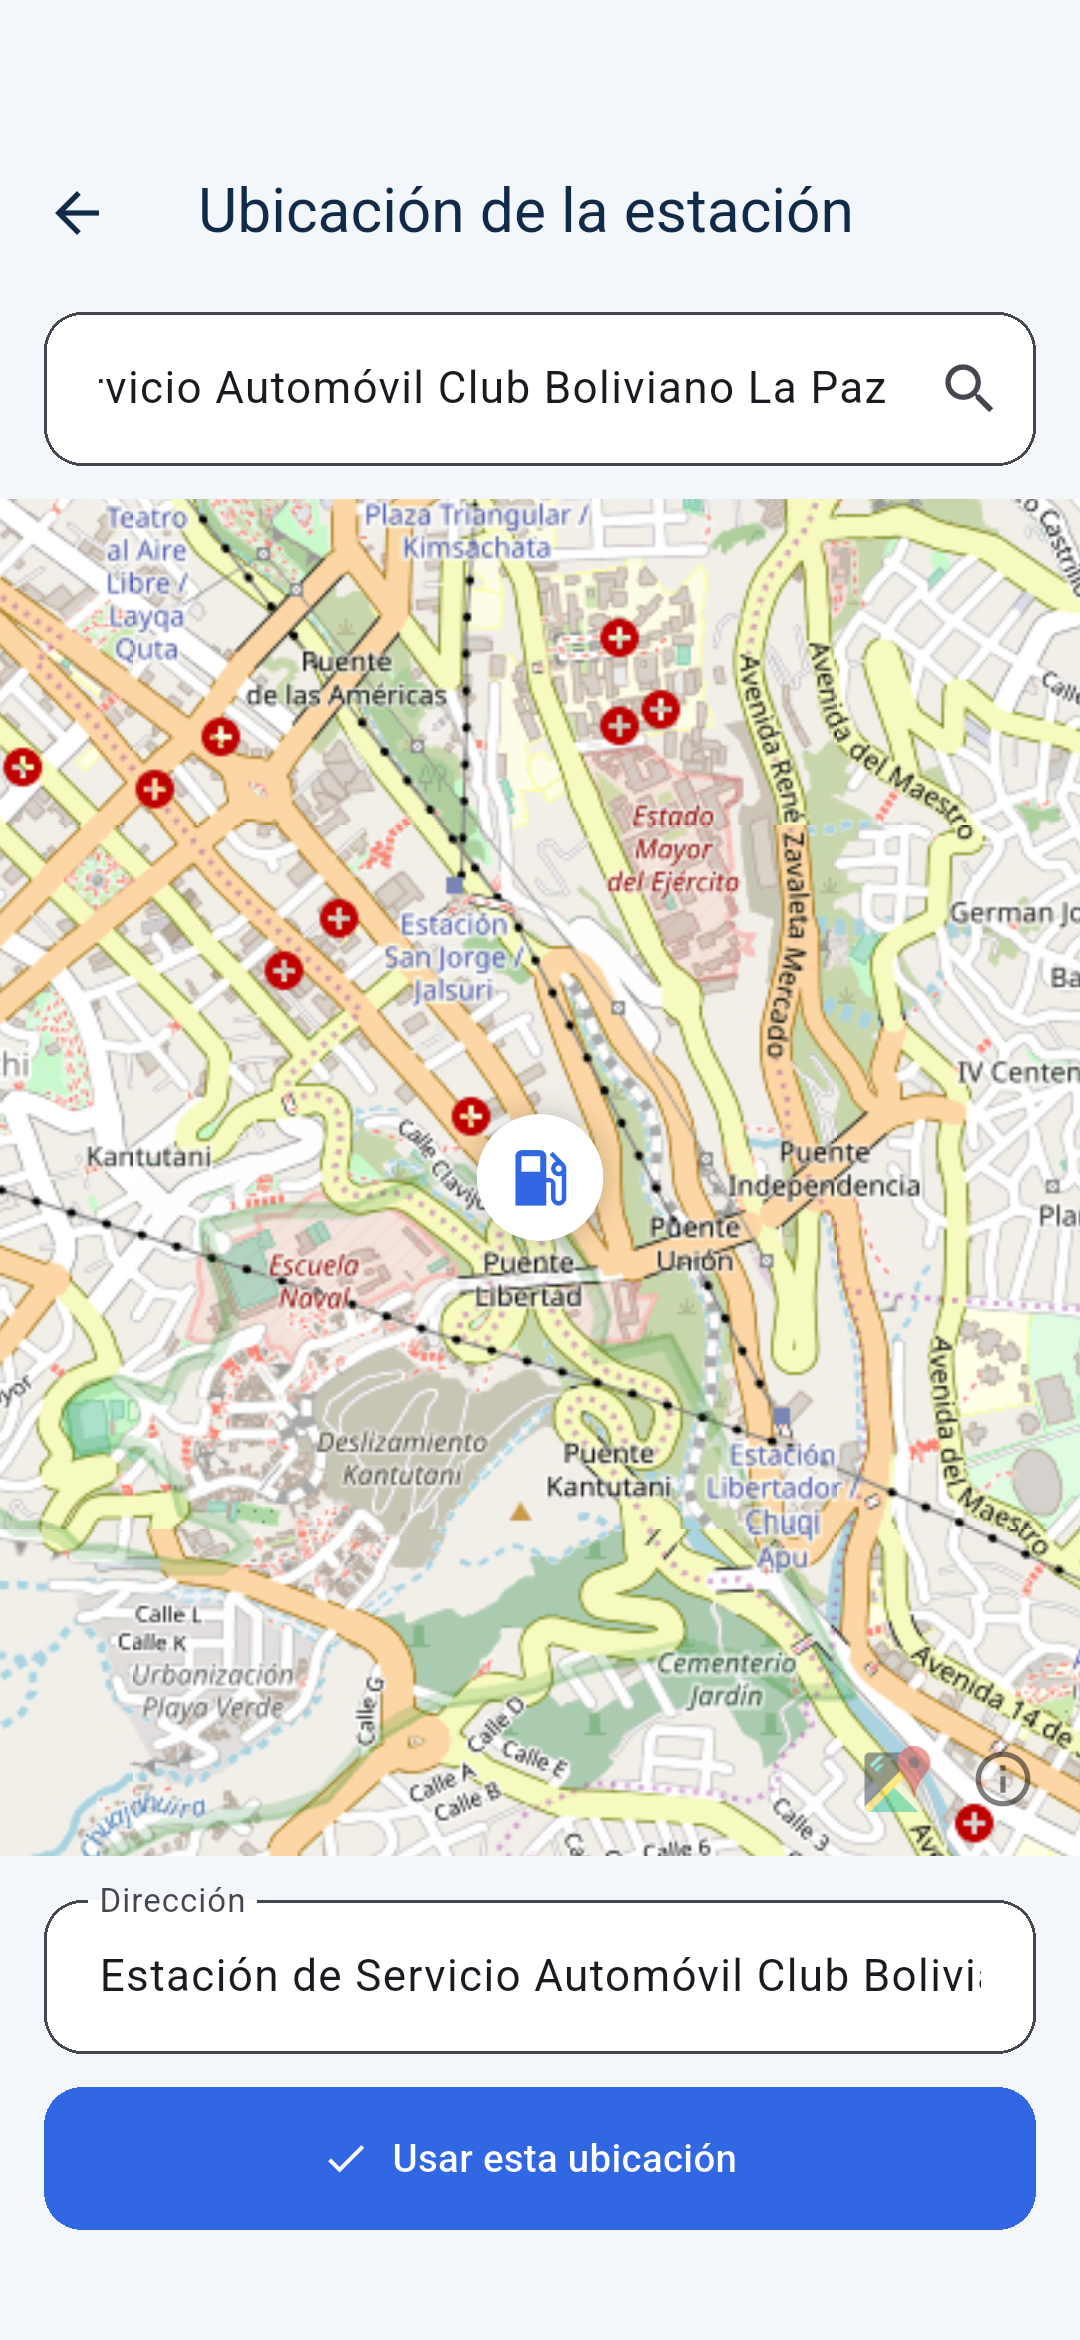 Ubicación de la estación
vicio Automóvil Club Boliviano La Paz
Teatro
al Aire
Libre /
Layqa
Quta
Plaza Triangular /
Kimsachata
Puente
de las Américas
Avenida René Zavaleta Mercado
Avenida del Maestro
Calle
Estado
Mayor
del Ejército
German Jo
Estación
San Jorge /
Jalsuri
IV Centen
Kantutani
Calle Clavijo
Puente
Independencia
Puente
Unión
Escuela
Naval
Puente
Libertad
Avenida del Maestro
Deslizamiento
Kantutani
Puente
Kantutani
Estación
Libertador /
Chuqi
Apu
Calle L
Calle K
Urbanización
Playa Verde
Calle G
Cementerio
Jardín
Avenida 14 de
Calle D
Calle E
Calle A
Calle B
Chuajahuira
Calle 3
Calle 6
Dirección
Estación de Servicio Automóvil Club Bolivia
Usar esta ubicación